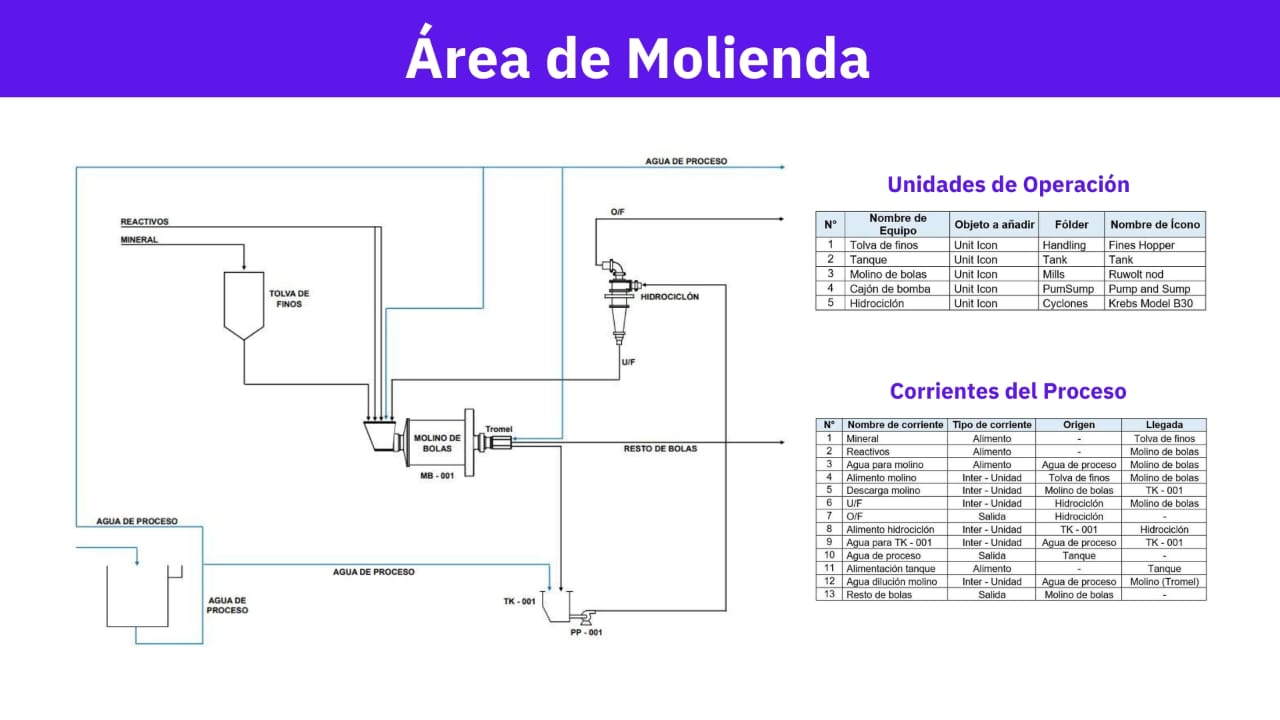 Área de Molienda
AGUA DE PROCESO
O/F
REACTIVOS
MINERAL
TOLVA DE
FINOS
HIDROCICLÓN
U/F
Tromel
MOLINO DE
BOLAS
RESTO DE BOLAS
MB - 001
AGUA DE PROCESO
AGUA DE PROCESO
AGUA DE
PROCESO
TK - 001
PP - 001
Unidades de Operación
N° Nombre de Equipo Objeto a añadir Fólder Nombre de Ícono
1 Tolva de finos Unit Icon Handling Fines Hopper
2 Tanque Unit Icon Tank Tank
3 Molino de bolas Unit Icon Mills Ruwolt nod
4 Cajón de bomba Unit Icon PumSump Pump and Sump
5 Hidrociclón Unit Icon Cyclones Krebs Model B30
Corrientes del Proceso
N° Nombre de corriente Tipo de corriente Origen Llegada
1 Mineral Alimento - Tolva de finos
2 Reactivos Alimento - Molino de bolas
3 Agua para molino Alimento Agua de proceso Molino de bolas
4 Alimento molino Inter - Unidad Tolva de finos Molino de bolas
5 Descarga molino Inter - Unidad Molino de bolas TK - 001
6 U/F Inter - Unidad Hidrociclón Molino de bolas
7 O/F Salida Hidrociclón -
8 Alimento hidrociclón Inter - Unidad TK - 001 Hidrociclón
9 Agua para TK - 001 Inter - Unidad Agua de proceso TK - 001
10 Agua de proceso Salida Tanque -
11 Alimentación tanque Alimento - Tanque
12 Agua dilución molino Inter - Unidad Agua de proceso Molino (Tromel)
13 Resto de bolas Salida Molino de bolas -